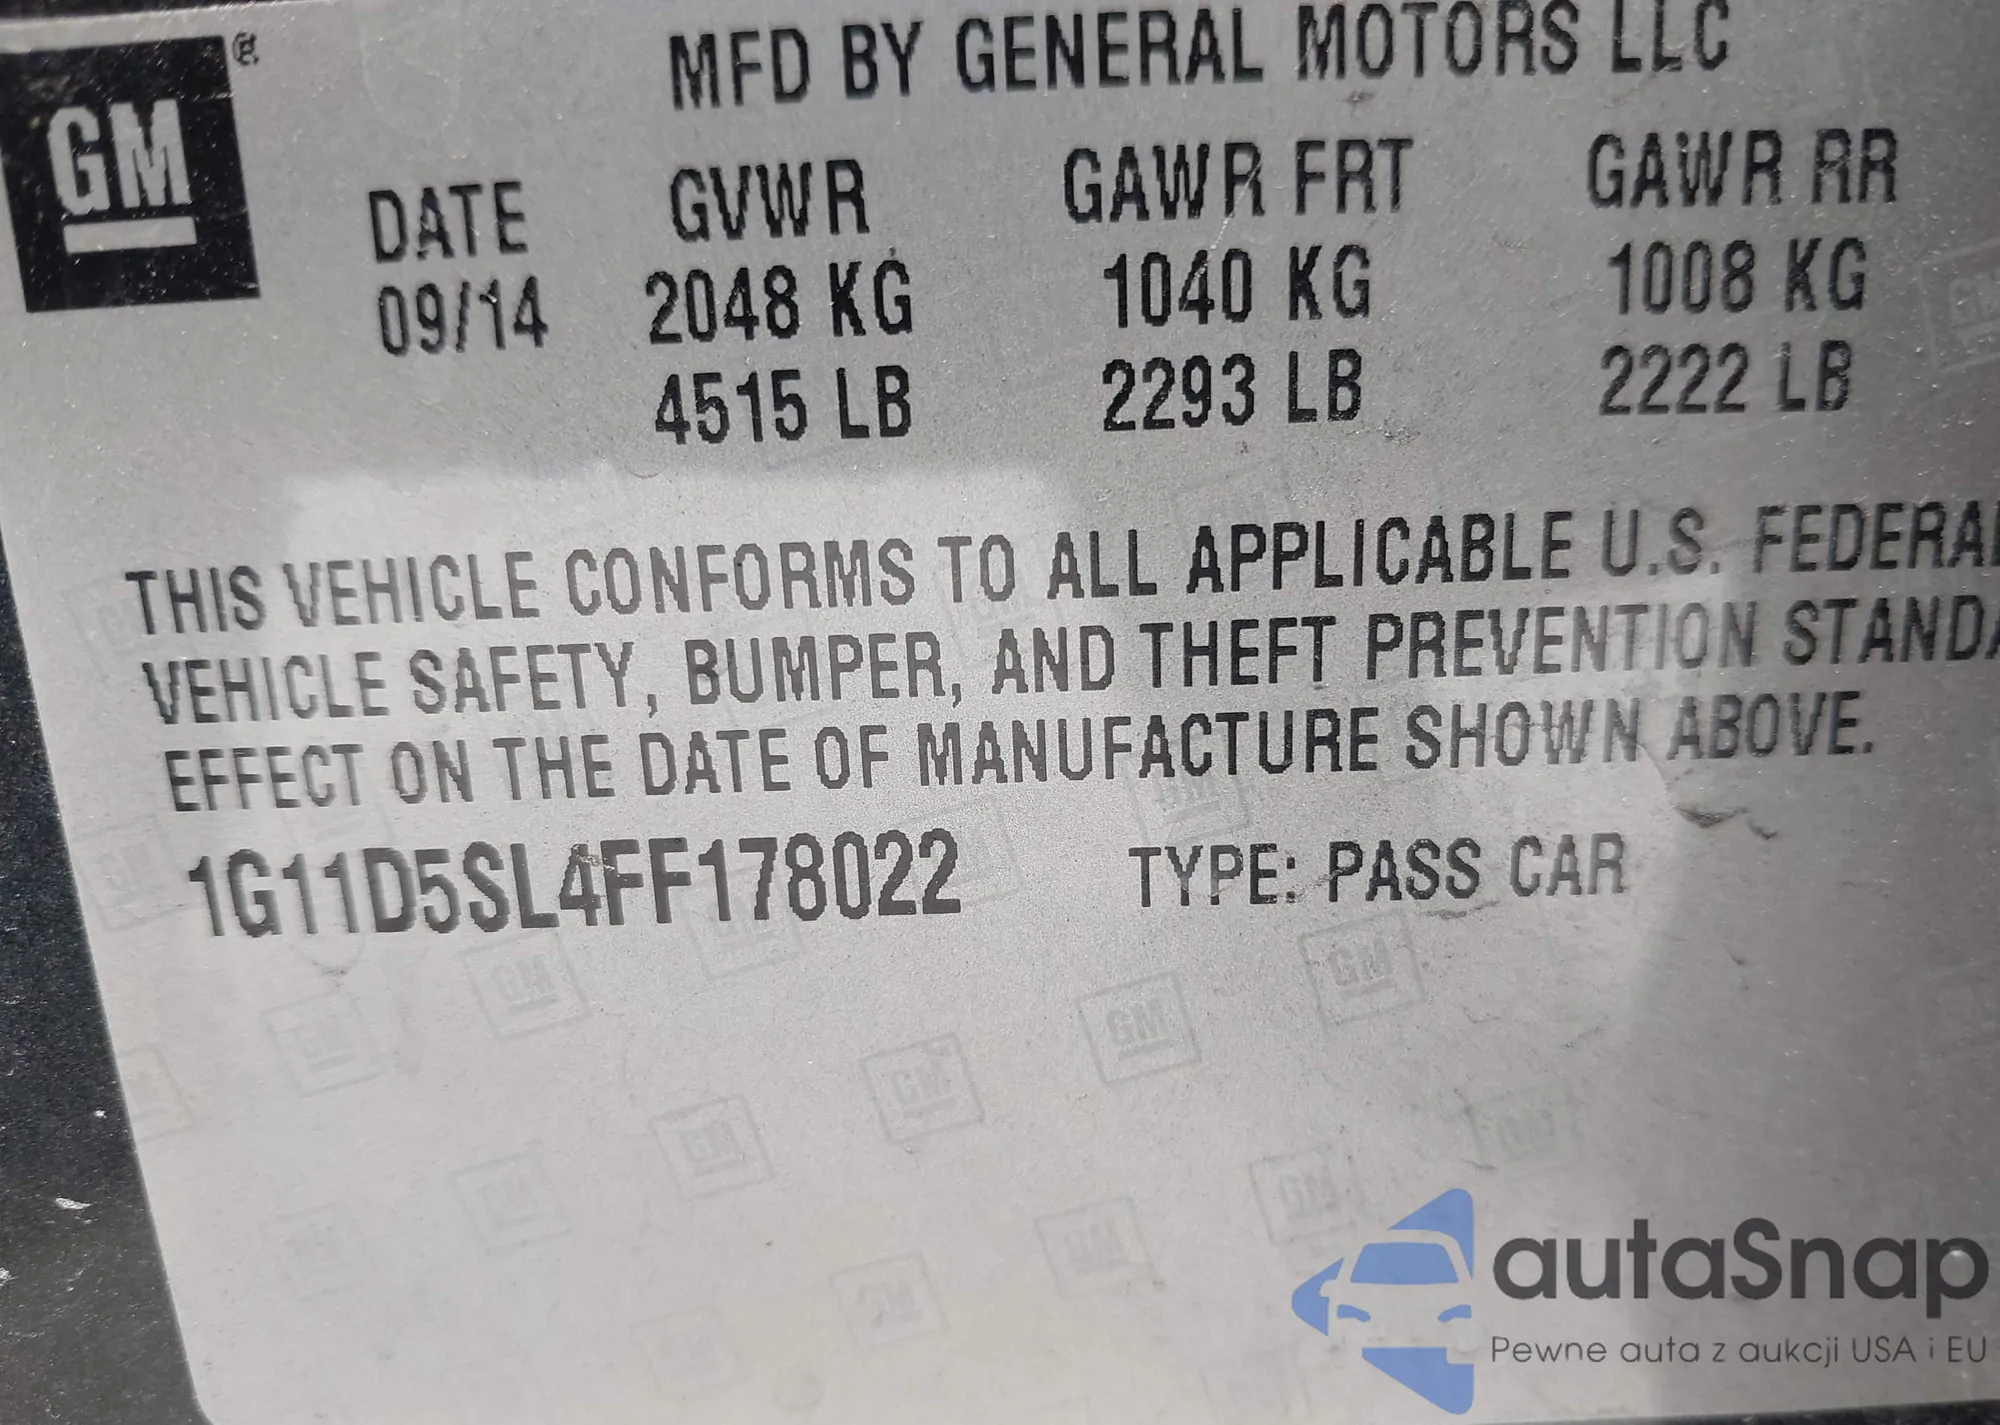 GM®
MFD BY GENERAL MOTORS LLC
DATE GVWR GAWR FRT GAWR RR
09/14 2048 KG 1040 KG 1008 KG
4515 LB 2293 LB 2222 LB
THIS VEHICLE CONFORMS TO ALL APPLICABLE U.S. FEDERAL
VEHICLE SAFETY, BUMPER, AND THEFT PREVENTION STANDA
EFFECT ON THE DATE OF MANUFACTURE SHOWN ABOVE.
1G11D5SL4FF178022 TYPE: PASS CAR
autaSnap
Pewne auta z aukcji USA i EU